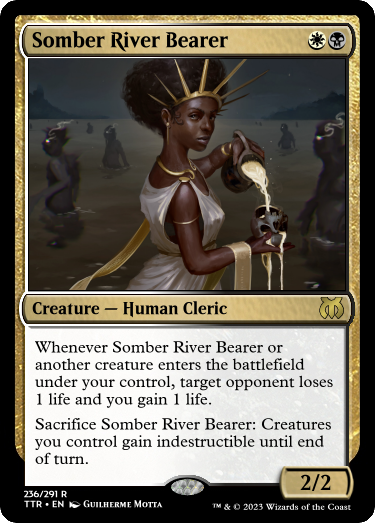 Somber River Bearer
Creature — Human Cleric
Whenever Somber River Bearer or
another creature enters the battlefield
under your control, target opponent loses
1 life and you gain 1 life.
Sacrifice Somber River Bearer: Creatures
you control gain indestructible until end
of turn.
2/2
236/291 R
TTR • EN Guilherme Motta
™ & © 2023 Wizards of the Coast